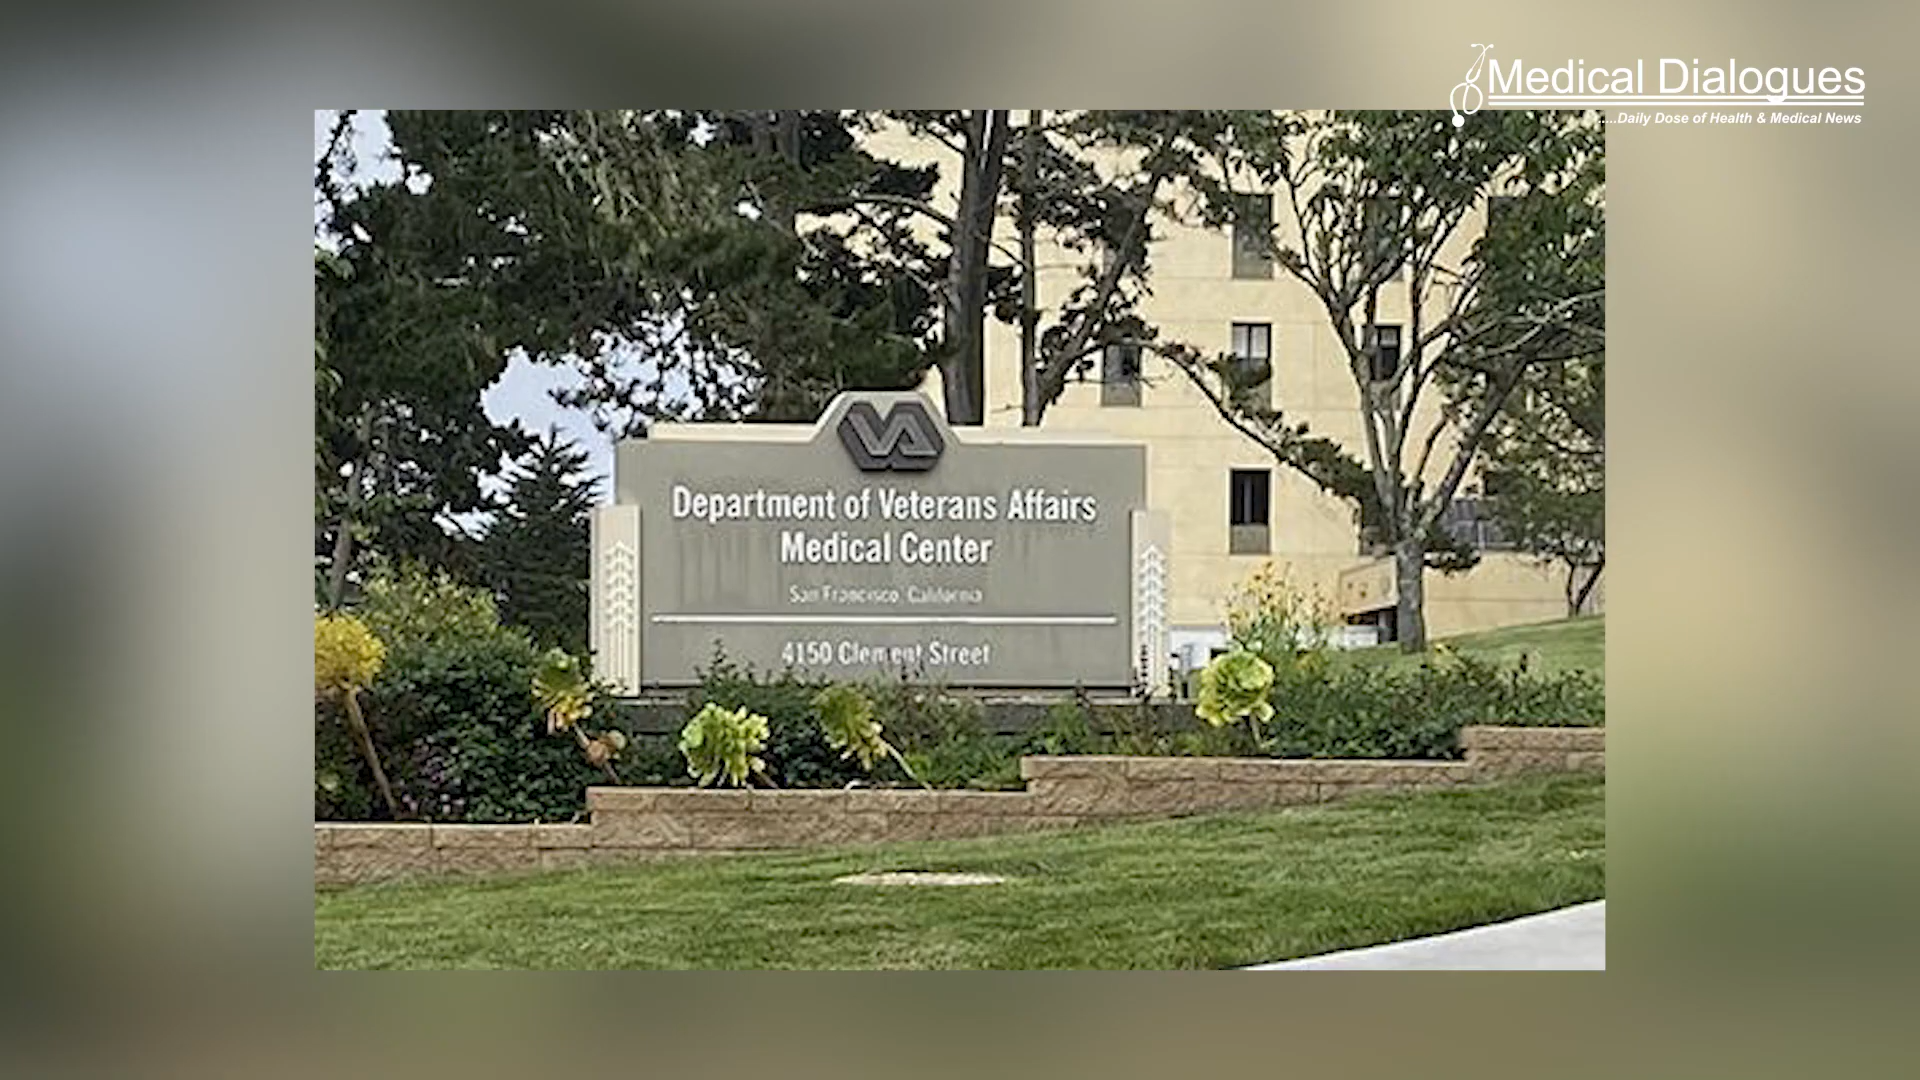 Medical Dialogues
.....Daily Dose of Health & Medical News
VA
Department of Veterans Affairs
Medical Center
San Francisco, California
4150 Clement Street